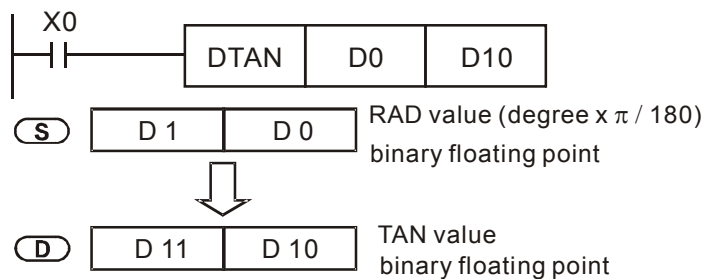 X0
DTAN D0 D10
S D 1 D 0 RAD value (degree x π / 180)
binary floating point
D D 11 D 10 TAN value
binary floating point